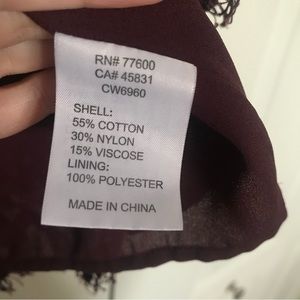 RN# 77600
CA# 45831
CW6960
SHELL:
55% COTTON
30% NYLON
15% VISCOSE
LINING:
100% POLYESTER
MADE IN CHINA